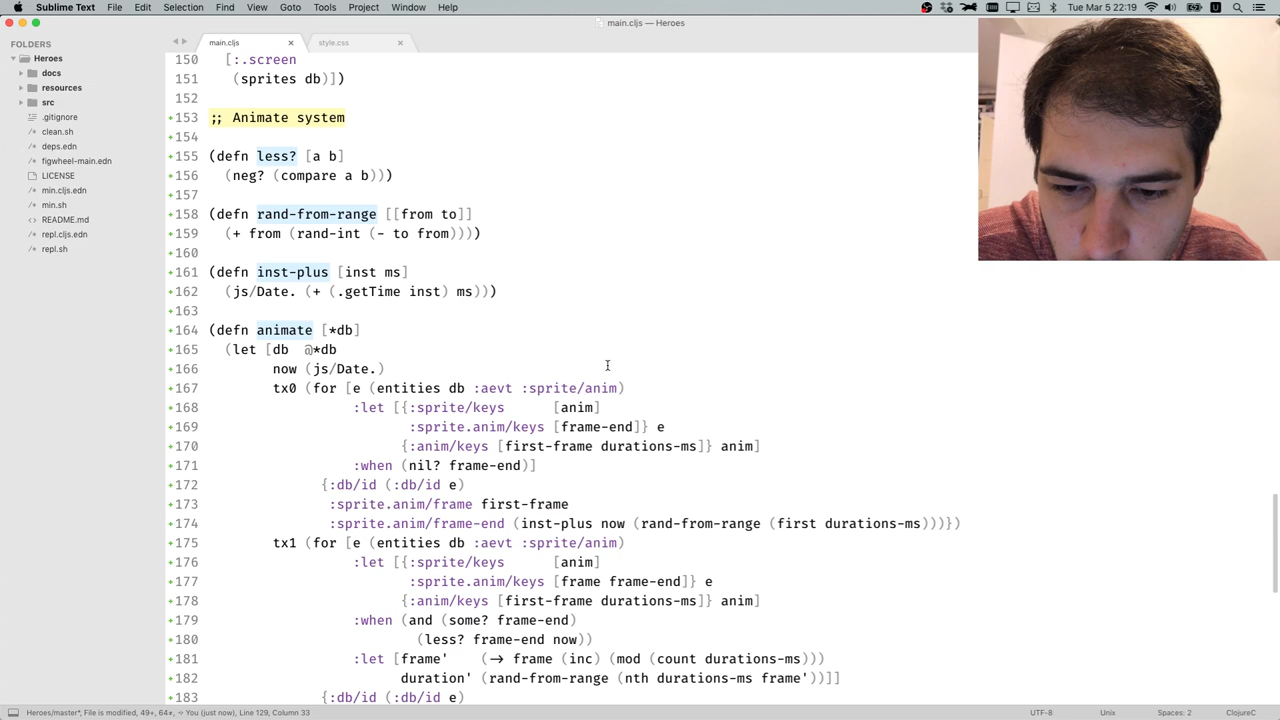 Sublime Text File Edit Selection Find View Goto Tools Project Window Help
Tue Mar 5 22:19
main.cljs — Heroes
FOLDERS
Heroes
docs
resources
src
.gitignore
clean.sh
deps.edn
figwheel-main.edn
LICENSE
min.cljs.edn
min.sh
README.md
repl.cljs.edn
repl.sh
main.cljs
style.css
150 [:.screen
151 (sprites db)])
152
153 ;; Animate system
154
155 (defn less? [a b]
156 (neg? (compare a b)))
157
158 (defn rand-from-range [[from to]]
159 (+ from (rand-int (- to from))))
160
161 (defn inst-plus [inst ms]
162 (js/Date. (+ (.getTime inst) ms)))
163
164 (defn animate [*db]
165 (let [db @*db
166 now (js/Date.)
167 tx0 (for [e (entities db :aevt :sprite/anim)
168 :let [{:sprite/keys [anim]
169 :sprite.anim/keys [frame-end]} e
170 {:anim/keys [first-frame durations-ms]} anim]
171 :when (nil? frame-end)]
172 {:db/id (:db/id e)
173 :sprite.anim/frame first-frame
174 :sprite.anim/frame-end (inst-plus now (rand-from-range (first durations-ms)))})
175 tx1 (for [e (entities db :aevt :sprite/anim)
176 :let [{:sprite/keys [anim]
177 :sprite.anim/keys [frame frame-end]} e
178 {:anim/keys [first-frame durations-ms]} anim]
179 :when (and (some? frame-end)
180 (less? frame-end now))
181 :let [frame' (-> frame (inc) (mod (count durations-ms)))
182 duration' (rand-from-range (nth durations-ms frame'))]]
183 {:db/id (:db/id e)
Heroes/master*, File is modified, 49+, 64≠, -> You (just now), Line 129, Column 33
UTF-8 Unix Spaces: 2 ClojureC